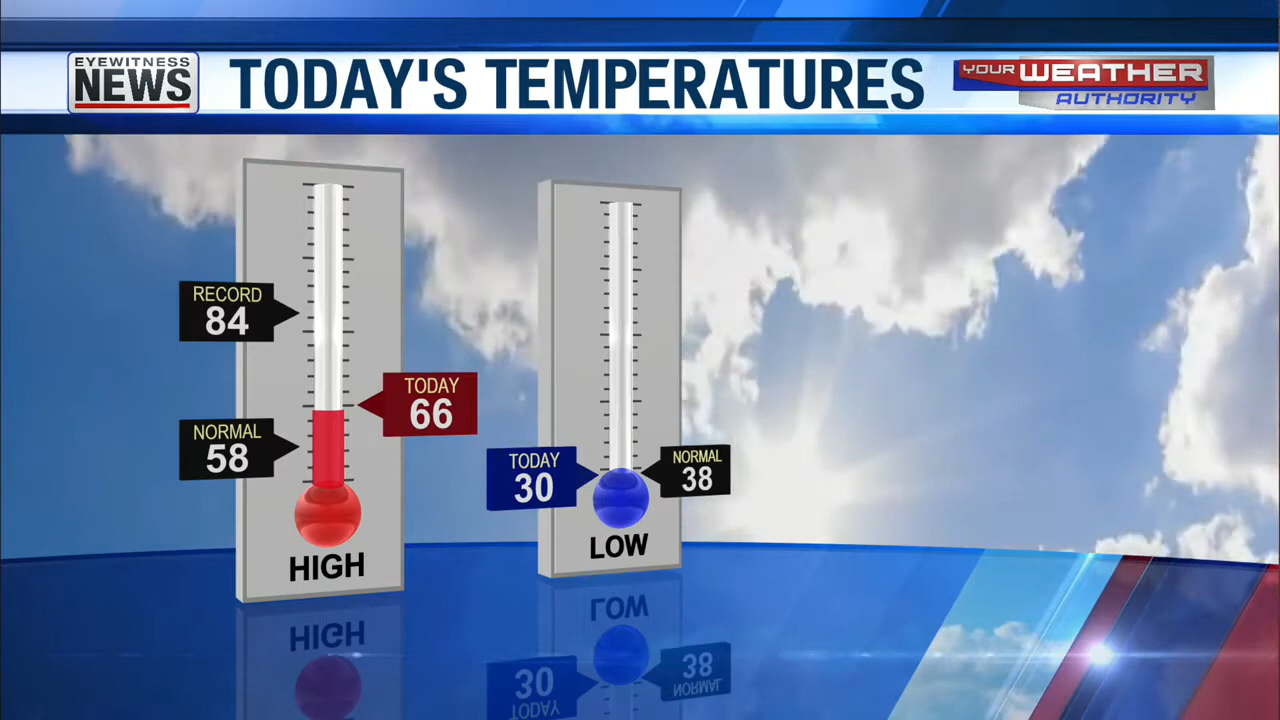 EYEWITNESS
NEWS
TODAY'S TEMPERATURES
YOUR WEATHER
AUTHORITY
RECORD
84
TODAY
66
NORMAL
58
HIGH
TODAY
30
NORMAL
38
LOW